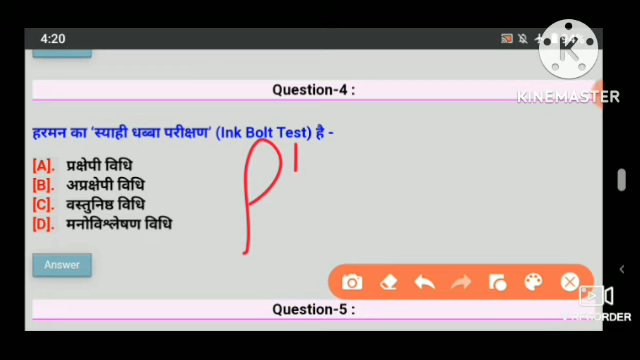 4:20
94%
KINEMASTER
Question-4 :
हरमन का ‘स्याही धब्बा परीक्षण’ (Ink Bolt Test) है -
[A]. प्रक्षेपी विधि
[B]. अप्रक्षेपी विधि
[C]. वस्तुनिष्ठ विधि
[D]. मनोविश्लेषण विधि
P
Answer
Question-5 :